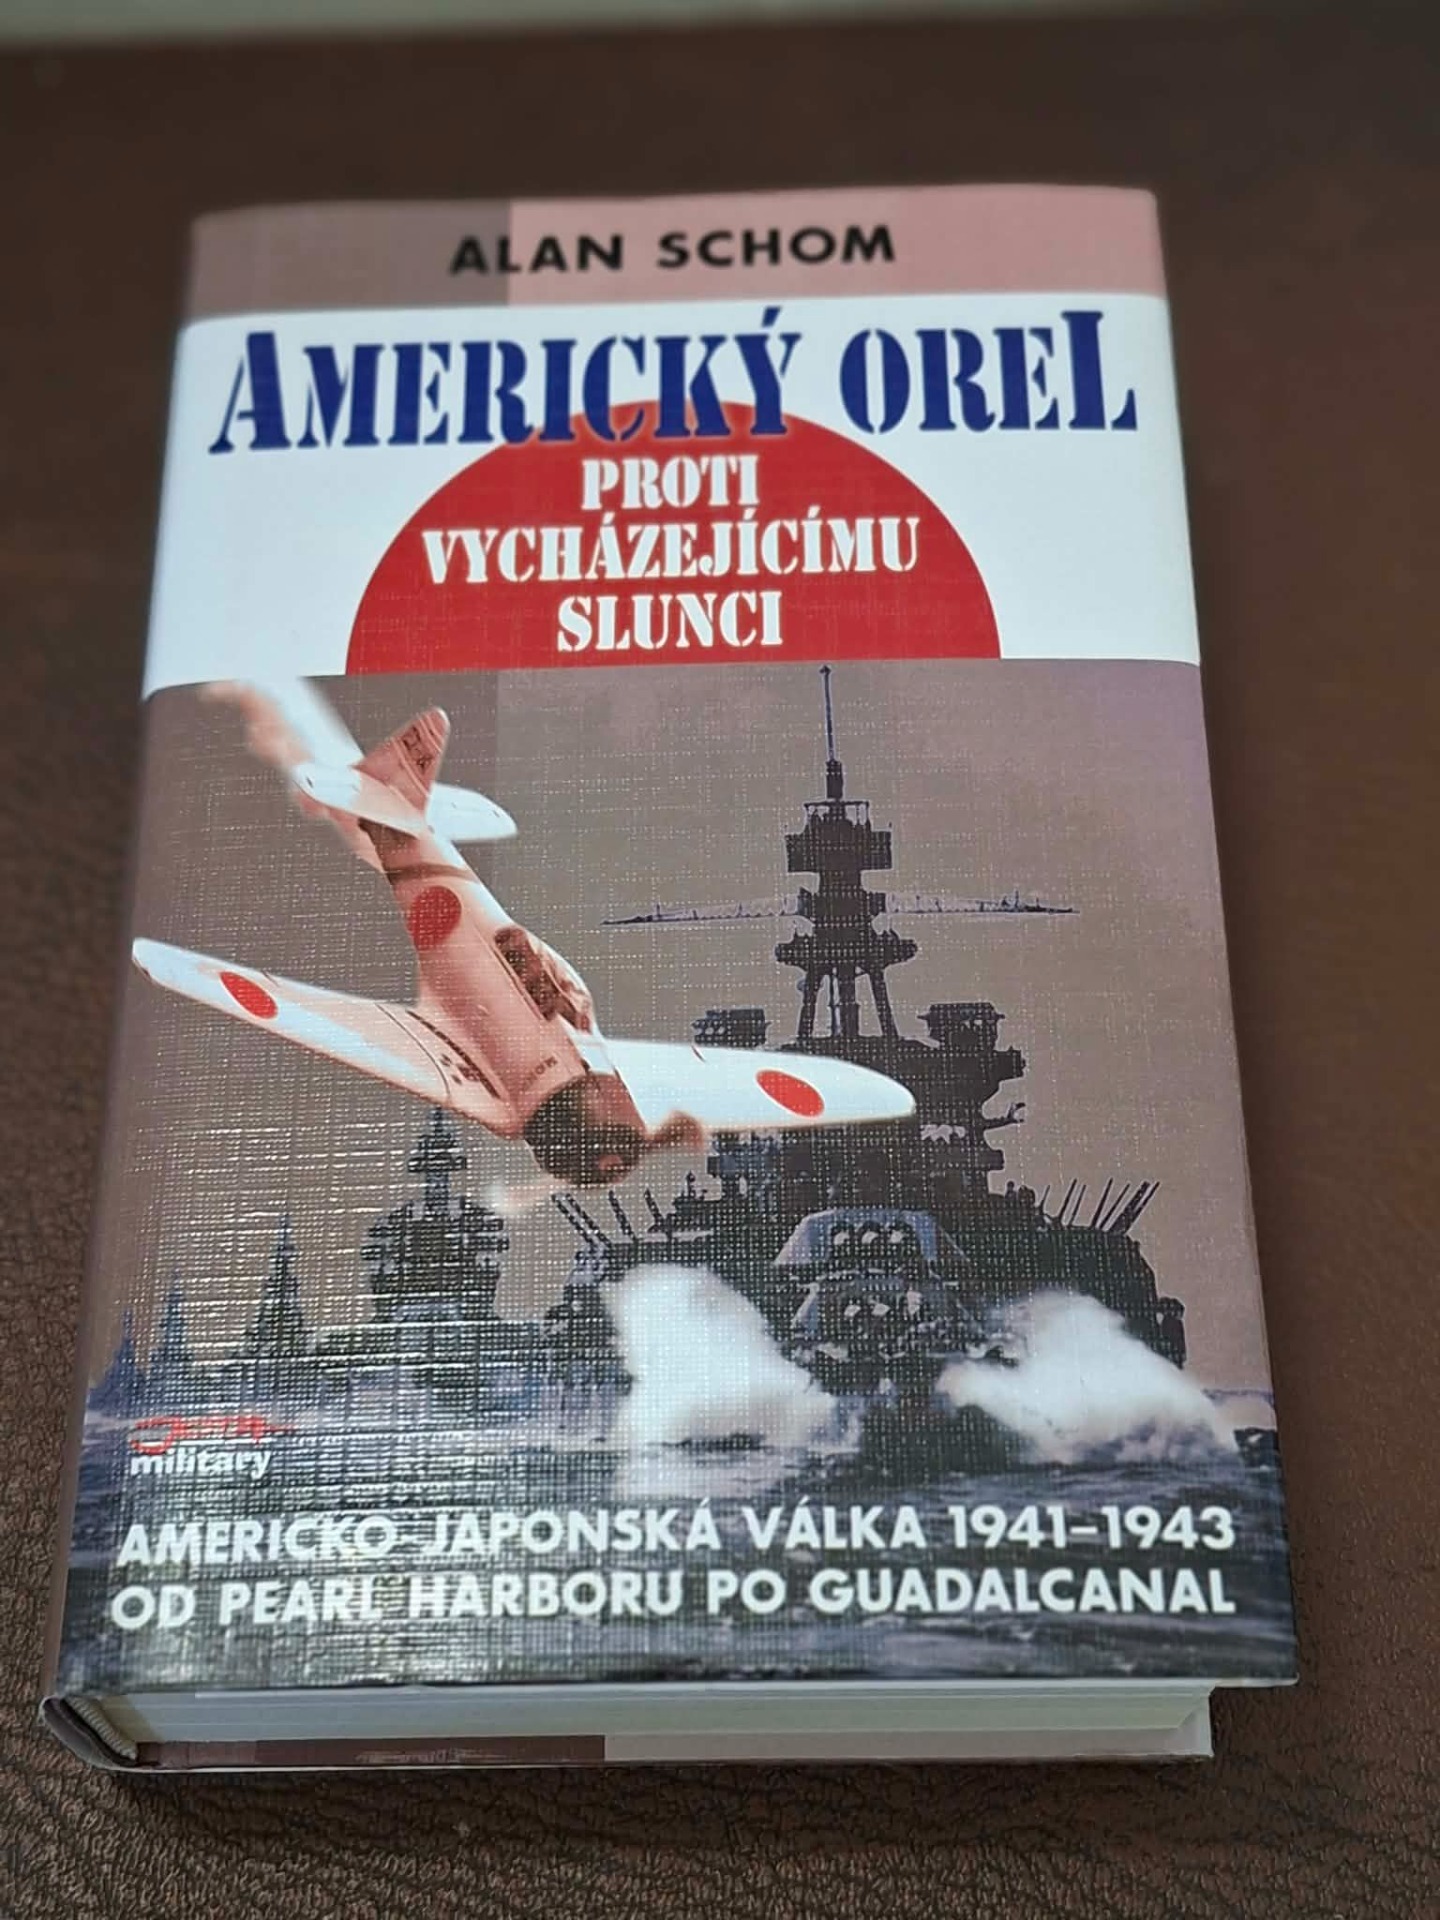 ALAN SCHOM
AMERICKÝ OREL
PROTI
VYCHÁZEJÍCÍMU
SLUNCI
military
AMERICKO-JAPONSKÁ VÁLKA 1941–1943
OD PEARL HARBORU PO GUADALCANAL